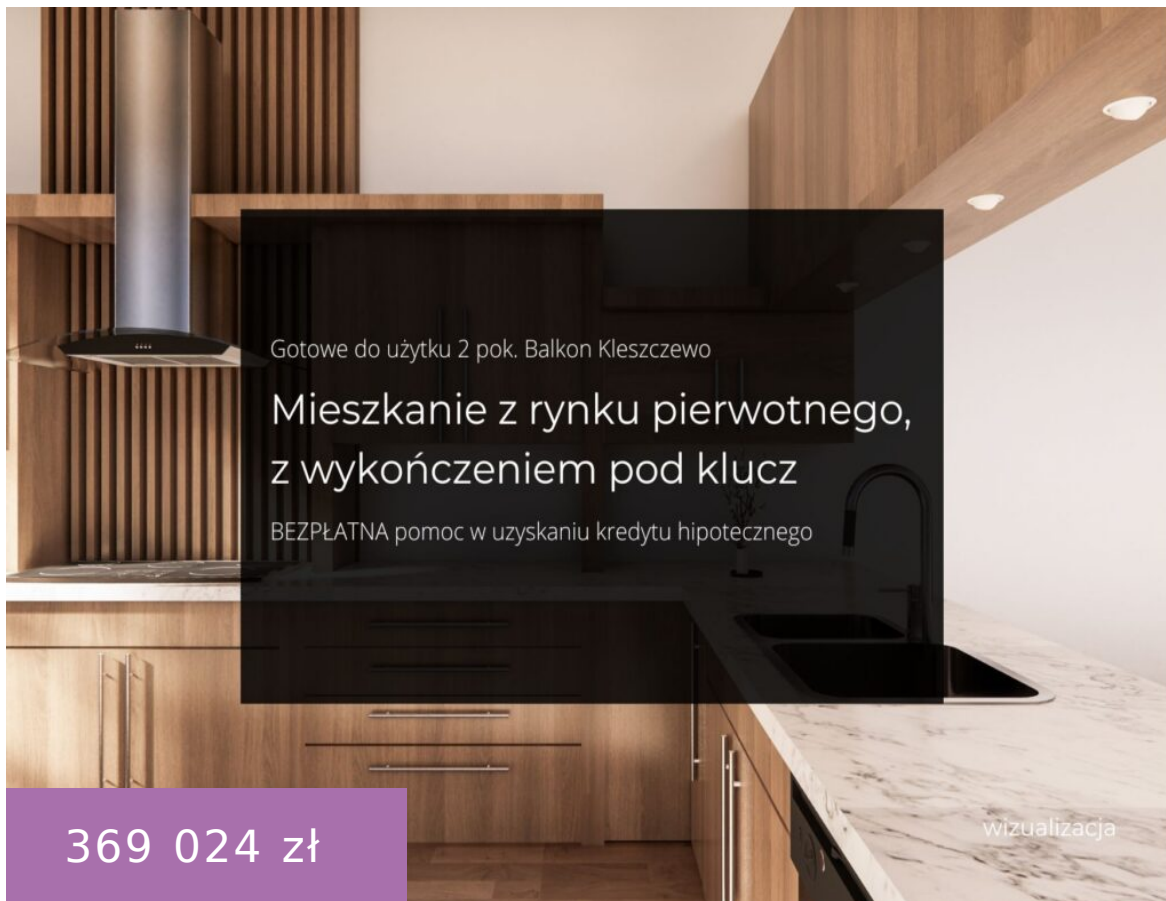 Gotowe do użytku 2 pok. Balkon Kleszczewo
Mieszkanie z rynku pierwotnego,
z wykończeniem pod klucz
BEZPŁATNA pomoc w uzyskaniu kredytu hipotecznego
wizualizacja
369 024 zł